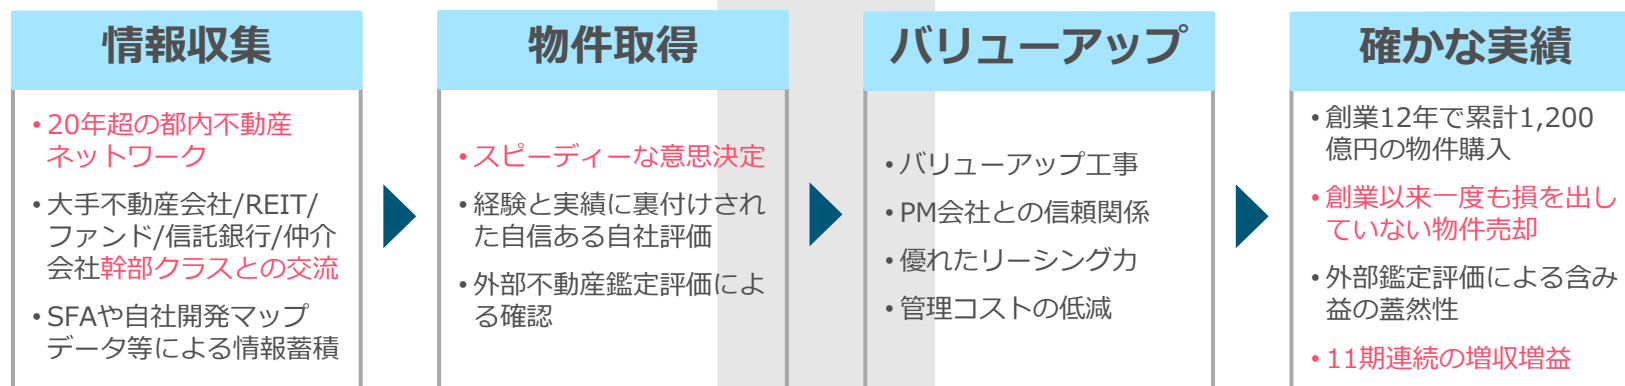 情報収集
• 20年超の都内不動産
ネットワーク
• 大手不動産会社/REIT/
ファンド/信託銀行/仲介
会社幹部クラスとの交流
• SFAや自社開発マップ
データ等による情報蓄積
物件取得
• スピーディーな意思決定
• 経験と実績に裏付けされ
た自信ある自社評価
• 外部不動産鑑定評価によ
る確認
バリューアップ
• バリューアップ工事
• PM会社との信頼関係
• 優れたリーシング力
• 管理コストの低減
確かな実績
• 創業12年で累計1,200
億円の物件購入
• 創業以来一度も損を出し
ていない物件売却
• 外部鑑定評価による含み
益の蓋然性
• 11期連続の増収増益